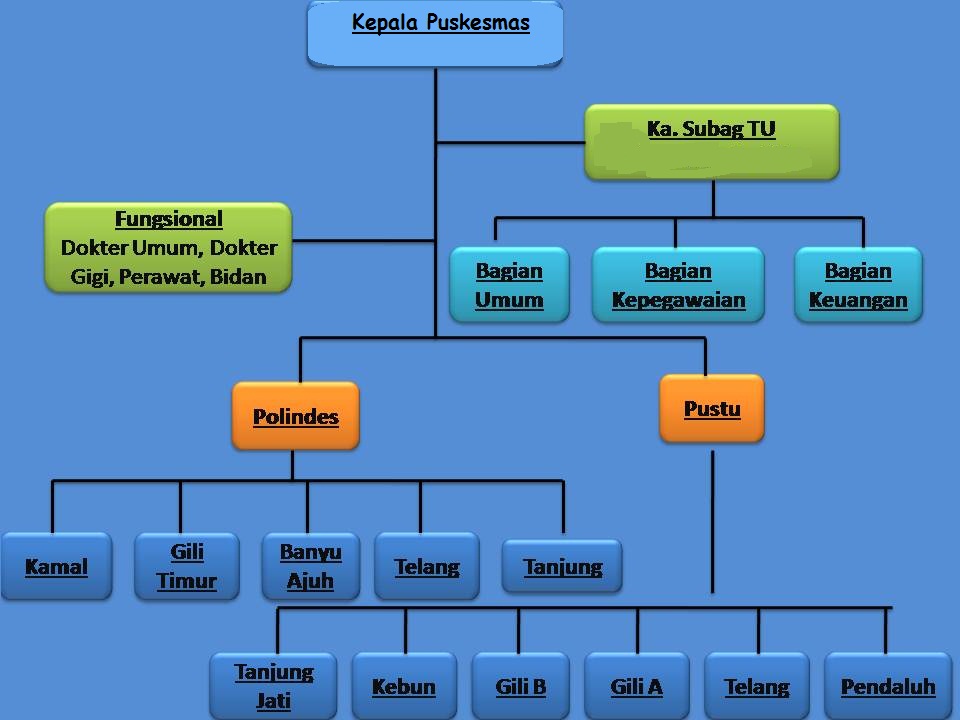 Kepala Puskesmas
Ka. Subag TU
Fungsional
Dokter Umum, Dokter
Gigi, Perawat, Bidan
Bagian
Umum
Bagian
Kepegawaian
Bagian
Keuangan
Polindes
Pustu
Kamal
Gili
Timur
Banyu
Ajuh
Telang
Tanjung
Tanjung
Jati
Kebun
Gili B
Gili A
Telang
Pendaluh